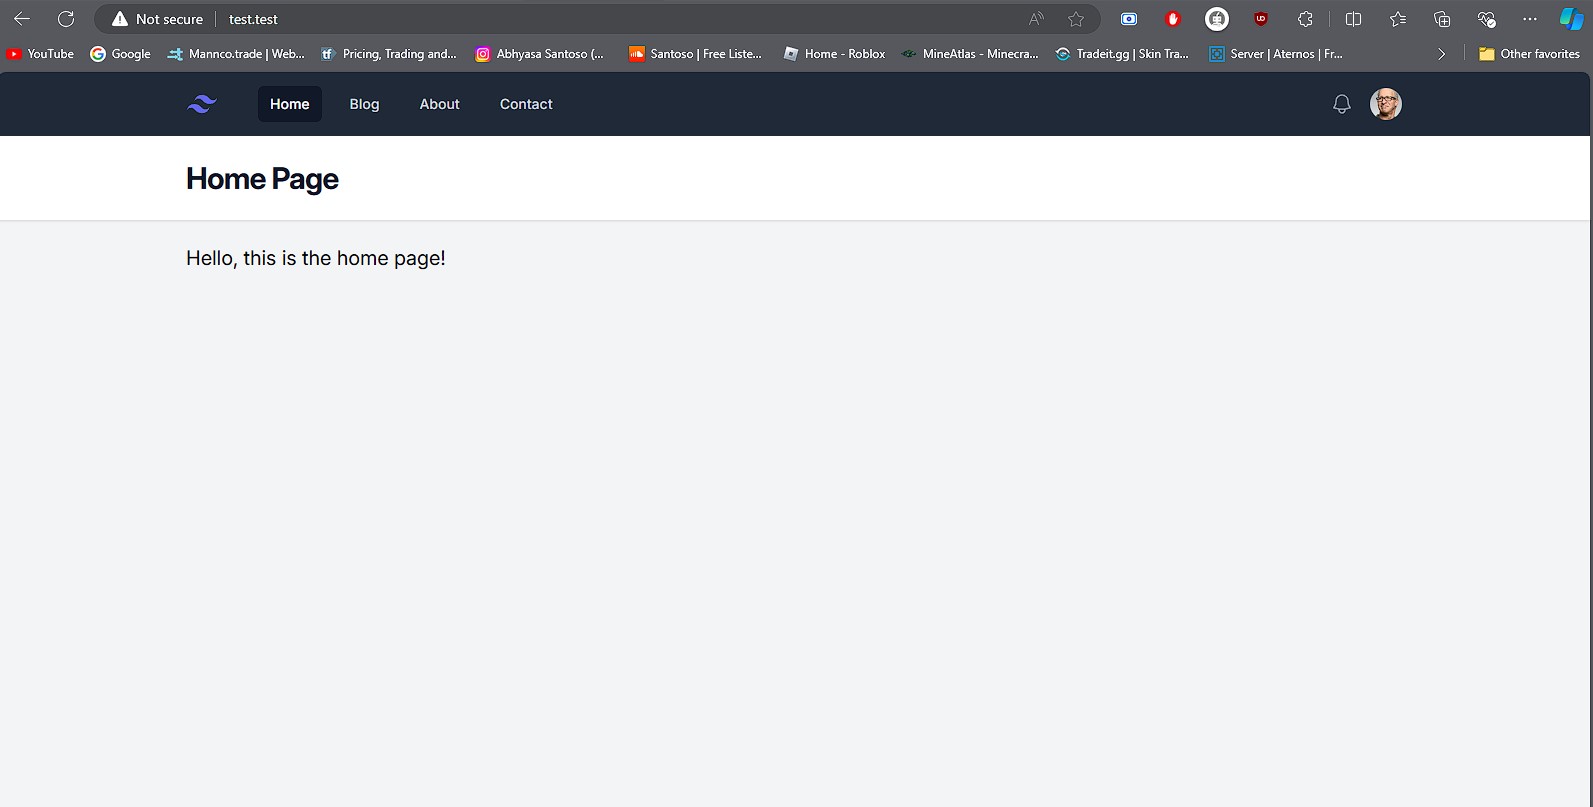 Not secure test.test
YouTube Google Mannco.trade | Web... Pricing, Trading and... Abhyasa Santoso (... Santoso | Free Liste... Home - Roblox MineAtlas - Minecra... Tradeit.gg | Skin Tra... Server | Aternos | Fr... Other favorites
Home Blog About Contact
Home Page
Hello, this is the home page!